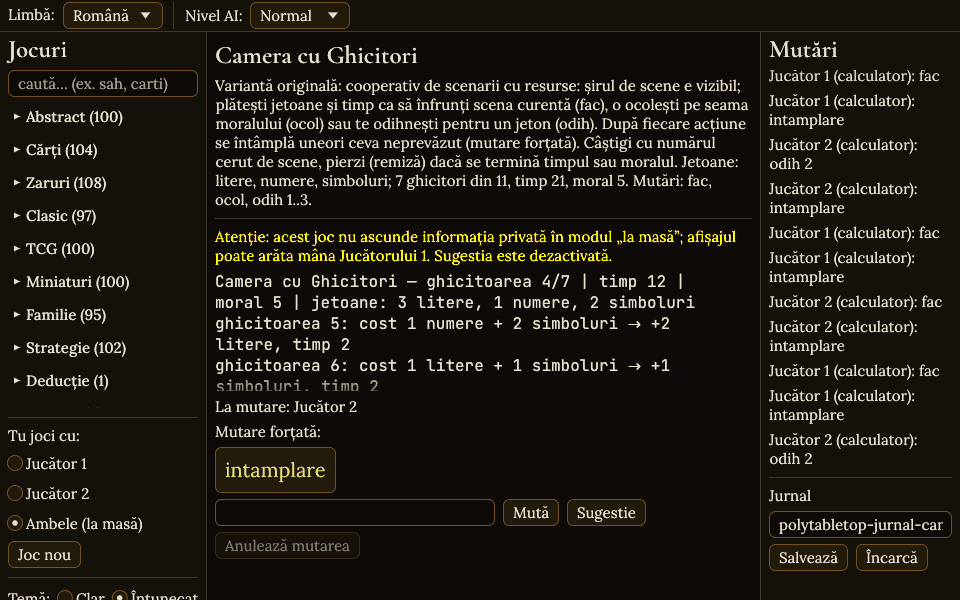 Limbă:
Română ▼
Nivel AI:
Normal ▼
Jocuri
caută... (ex. sah, carti)
▸ Abstract (100)
▸ Cărți (104)
▸ Zaruri (108)
▸ Clasic (97)
▸ TCG (100)
▸ Miniaturi (100)
▸ Familie (95)
▸ Strategie (102)
▸ Deducție (1)
Tu joci cu:
Jucător 1
Jucător 2
Ambele (la masă)
Joc nou
Temă: Clar Întunecat
Camera cu Ghicitori
Variantă originală: cooperativ de scenarii cu resurse: șirul de scene e vizibil;
plătești jetoane și timp ca să înfrunți scena curentă (fac), o ocolești pe seama
moralului (ocol) sau te odihnești pentru un jeton (odih). După fiecare acțiune
se întâmplă uneori ceva neprevăzut (mutare forțată). Câștigi cu numărul
cerut de scene, pierzi (remiză) dacă se termină timpul sau moralul. Jetoane:
litere, numere, simboluri; 7 ghicitori din 11, timp 21, moral 5. Mutări: fac,
ocol, odih 1..3.
Atenție: acest joc nu ascunde informația privată în modul „la masă”; afișajul
poate arăta mâna Jucătorului 1. Sugestia este dezactivată.
Camera cu Ghicitori — ghicitoarea 4/7 | timp 12 |
moral 5 | jetoane: 3 litere, 1 numere, 2 simboluri
ghicitoarea 5: cost 1 numere + 2 simboluri → +2
litere, timp 2
ghicitoarea 6: cost 1 litere + 1 simboluri → +1
simboluri, timp 2
La mutare: Jucător 2
Mutare forțată:
intamplare
Mută
Sugestie
Anulează mutarea
Mutări
Jucător 1 (calculator): fac
Jucător 1 (calculator):
intamplare
Jucător 2 (calculator):
odih 2
Jucător 2 (calculator):
intamplare
Jucător 1 (calculator): fac
Jucător 1 (calculator):
intamplare
Jucător 2 (calculator): fac
Jucător 2 (calculator):
intamplare
Jucător 1 (calculator): fac
Jucător 1 (calculator):
intamplare
Jucător 2 (calculator):
odih 2
Jurnal
polytabletop-jurnal-car
Salvează
Încarcă